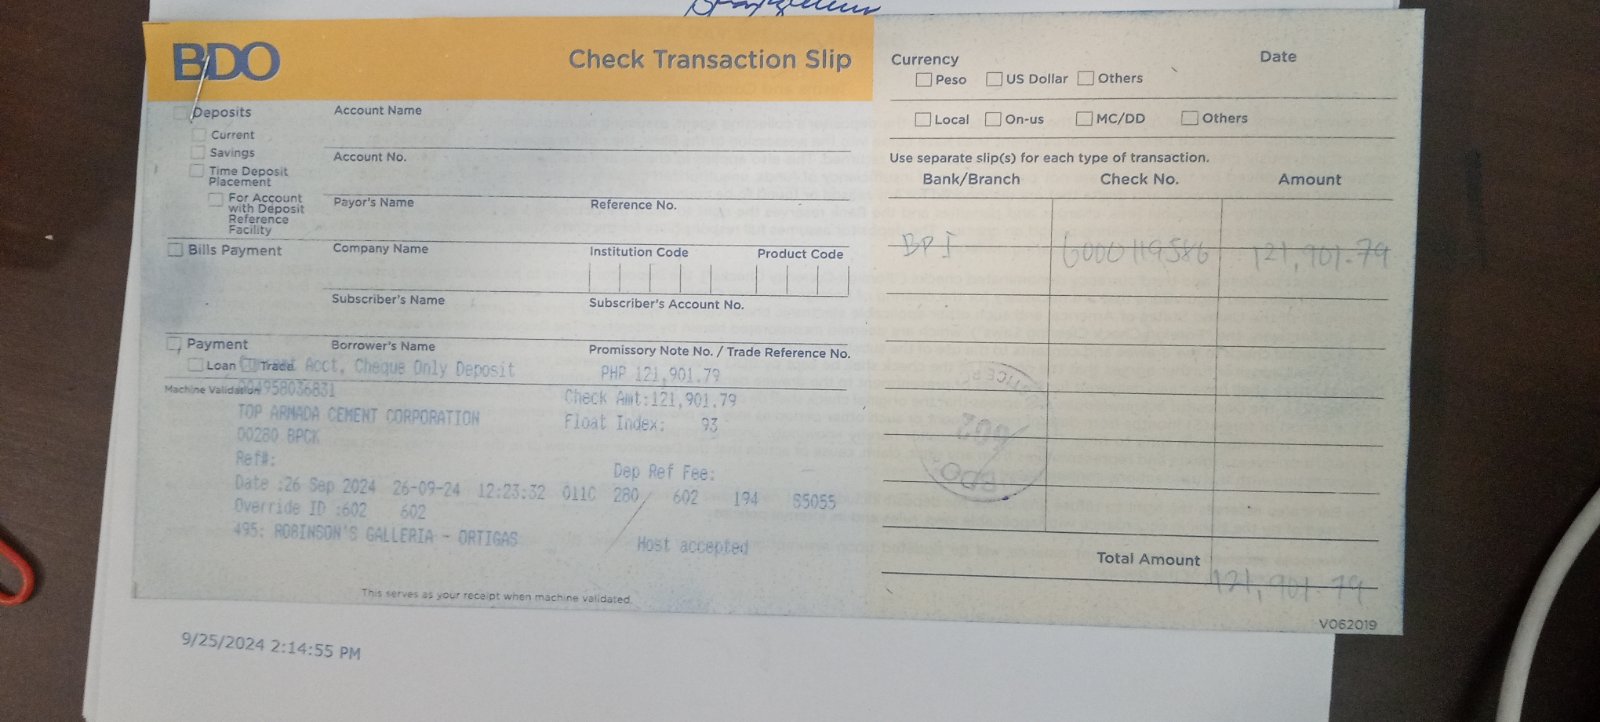 BDO
Check Transaction Slip
Deposits
Current
Savings
Time Deposit
Placement
For Account
with Deposit
Reference
Facility
Account Name
Account No.
Payor's Name
Reference No.
Bills Payment
Company Name
Institution Code
Product Code
Subscriber's Name
Subscriber's Account No.
Payment
Loan
Trade
Borrower's Name
Promissory Note No. / Trade Reference No.
Current Acct, Cheque Only Deposit
PHP 121,901.79
Machine Validation
004958036831
Check Amt:121,901.79
TOP ARMADA CEMENT CORPORATION
Float Index: 93
00280 BPCK
Ref#:
Dep Ref Fee:
Date :26 Sep 2024 26-09-24 12:23:32 011C 280 602 194 S5055
Override ID :602 602
495: ROBINSON'S GALLERIA - ORTIGAS
Host accepted
This serves as your receipt when machine validated.
Currency
Date
Peso
US Dollar
Others
Local
On-us
MC/DD
Others
Use separate slip(s) for each type of transaction.
Bank/Branch
Check No.
Amount
BPI
6000119586
121,901.79
BDO
602
Total Amount
121,901.79
VO62019
9/25/2024 2:14:55 PM